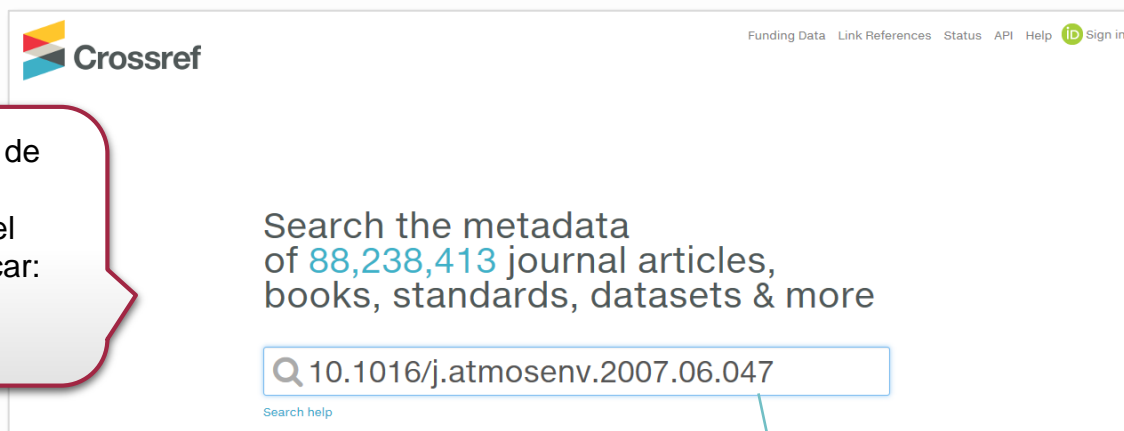 Crossref
Funding Data Link References Status API Help iD Sign in
de
el
car:
Search the metadata
of 88,238,413 journal articles,
books, standards, datasets & more
10.1016/j.atmosenv.2007.06.047
Search help